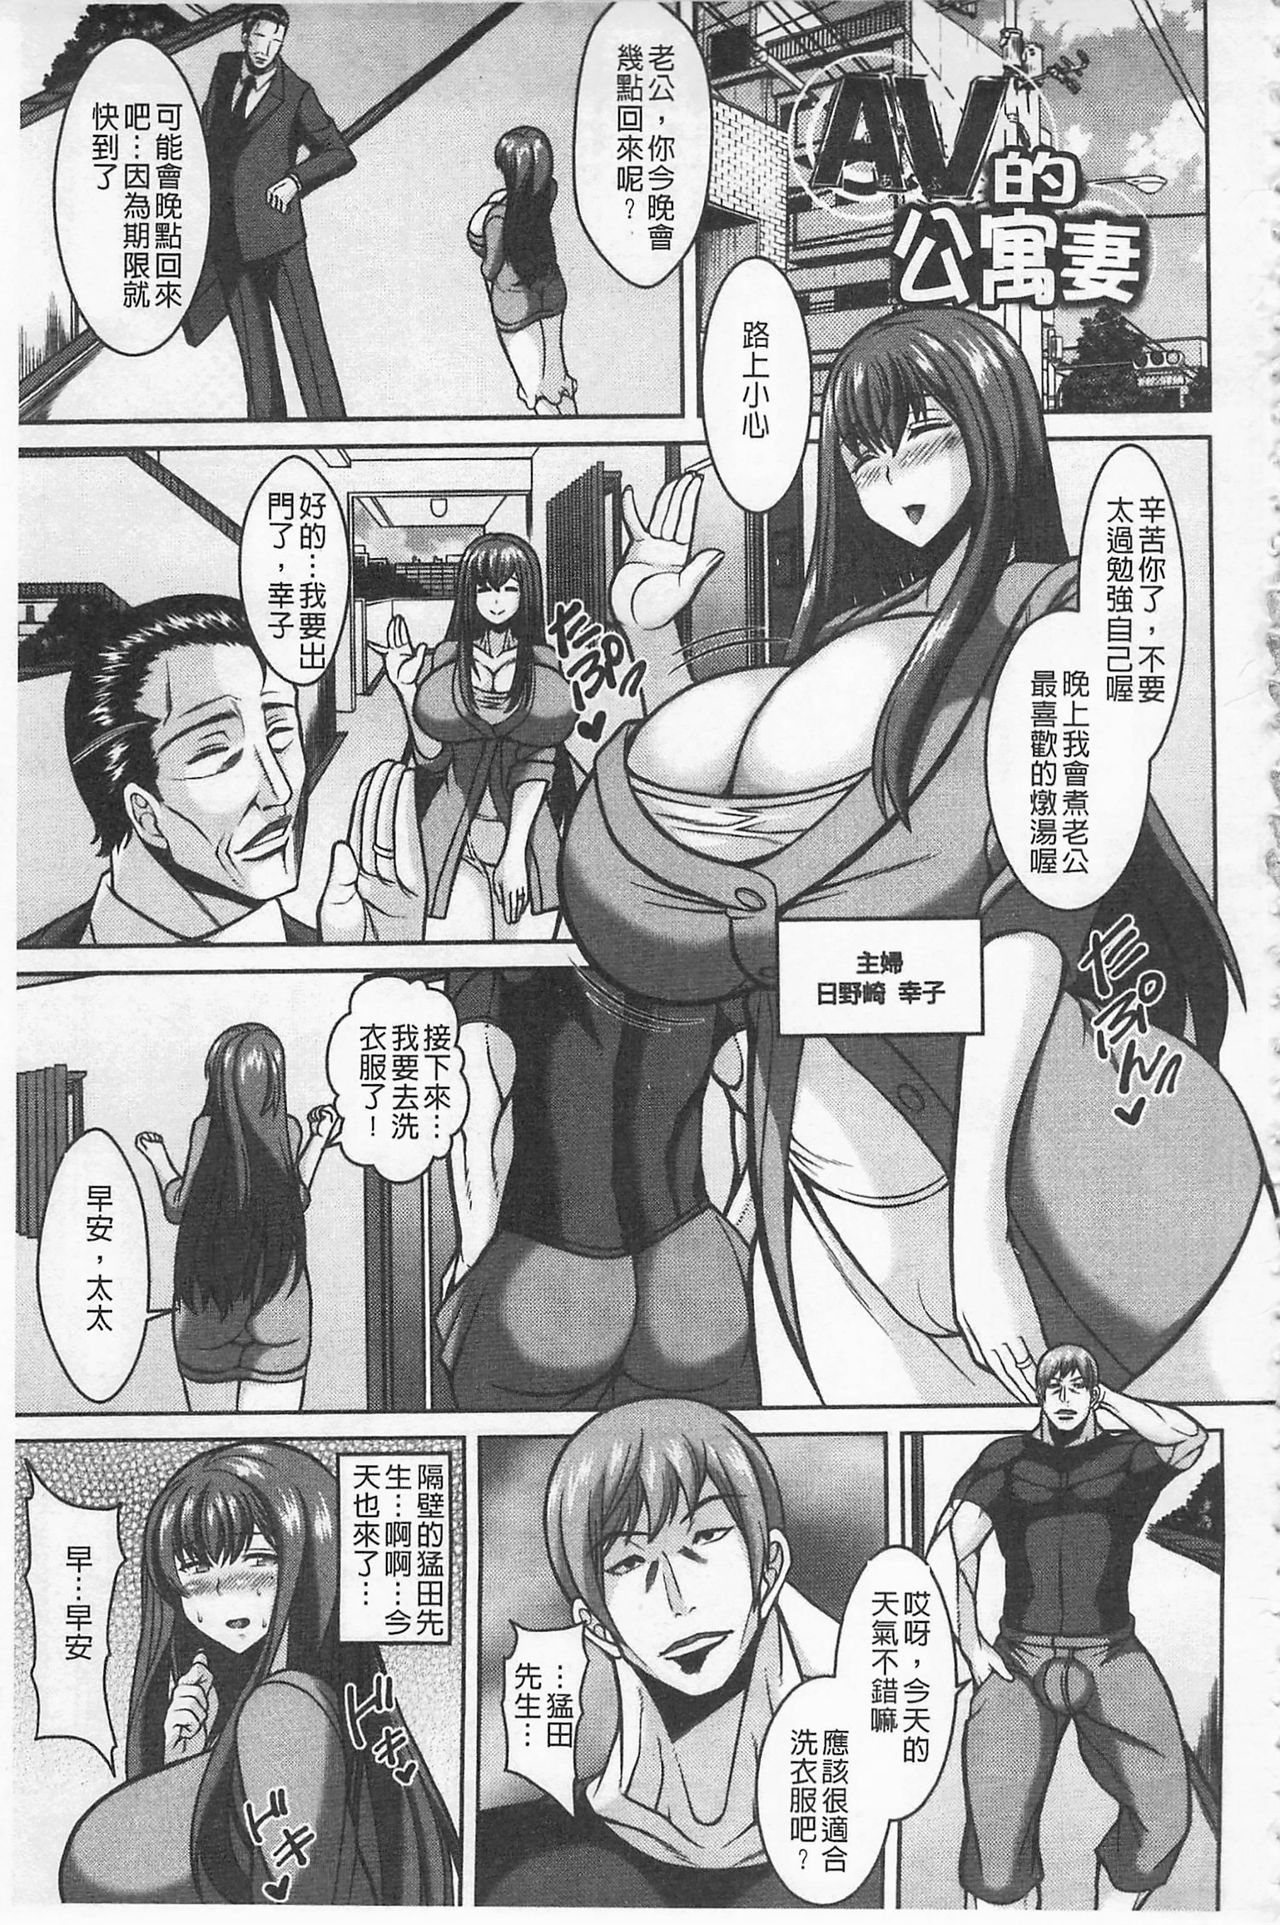 AV的
公寓妻
老公，你今晚會
幾點回來呢？
可能會晚點回來
吧…因為期限就
快到了
路上小心
辛苦你了，不要
太過勉強自己喔
晚上我會煮老公
最喜歡的燉湯喔
好的…我要出
門了，幸子
たぷ
主婦
日野崎 幸子
たぷん
接下來…
我要去洗
衣服了！
早安，太太
哎呀，今天的
天氣不錯嘛
應該很適合
洗衣服吧？
…猛田
先生…
隔壁的猛田先
生…啊啊…今
天也來了…
早…早安
ドキ
ドキ